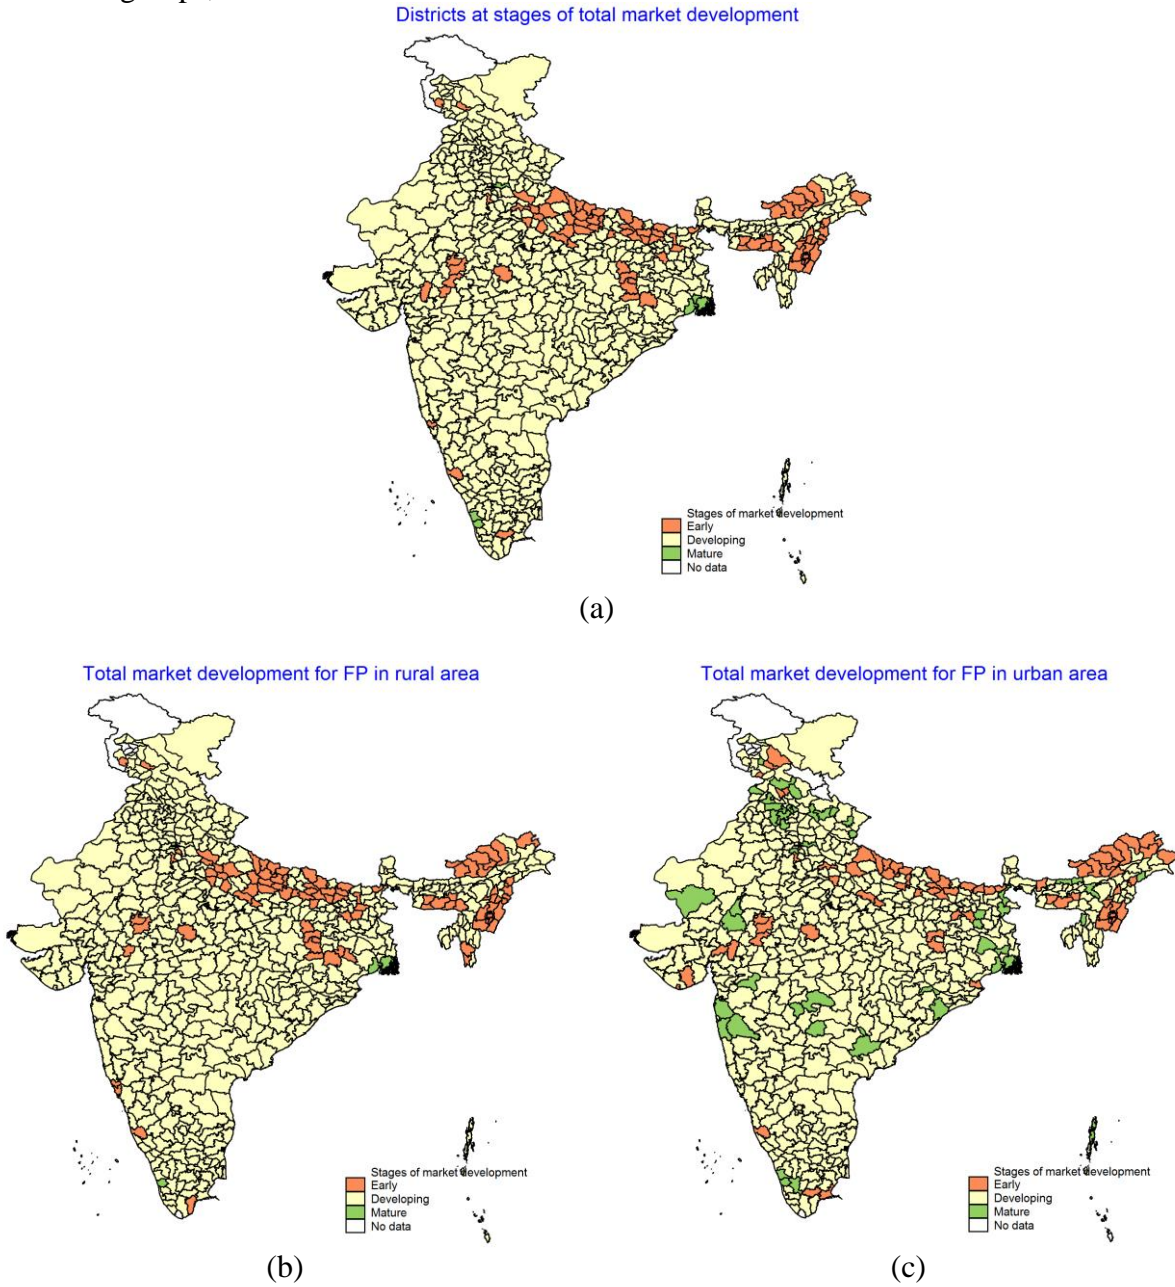 Districts at stages of total market development
Stages of market development
Early
Developing
Mature
No data
(a)
Total market development for FP in rural area
Stages of market development
Early
Developing
Mature
No data
(b)
Total market development for FP in urban area
Stages of market development
Early
Developing
Mature
No data
(c)